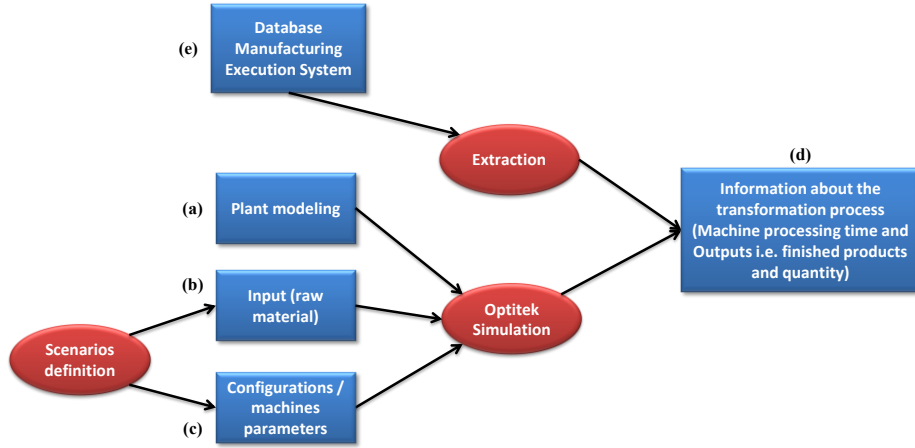 Database
Manufacturing
Execution System
(e)
Extraction
(d)
Information about the
transformation process
(Machine processing time and
Outputs i.e. finished products
and quantity)
(a)
Plant modeling
(b)
Input (raw
material)
Optitek
Simulation
Scenarios
definition
Configurations /
machines
parameters
(c)